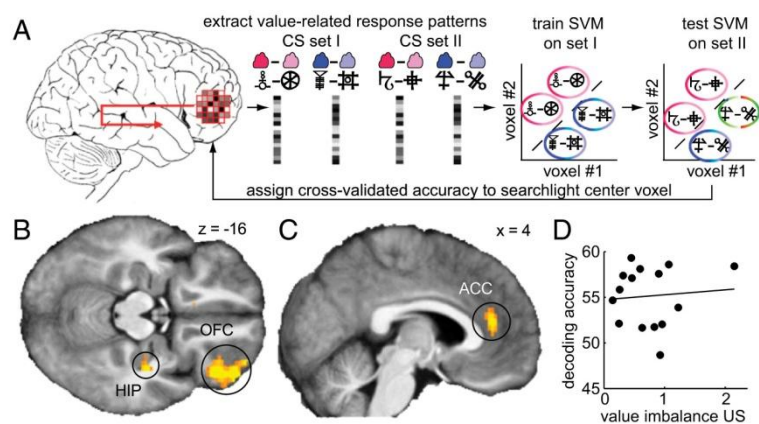 A
extract value-related response patterns
CS set I
CS set II
train SVM
on set I
test SVM
on set II
voxel #2
voxel #1
voxel #2
voxel #1
assign cross-validated accuracy to searchlight center voxel
B
z = -16
OFC
HIP
C
x = 4
ACC
D
decoding accuracy
60
55
50
45
0
1
2
value imbalance US